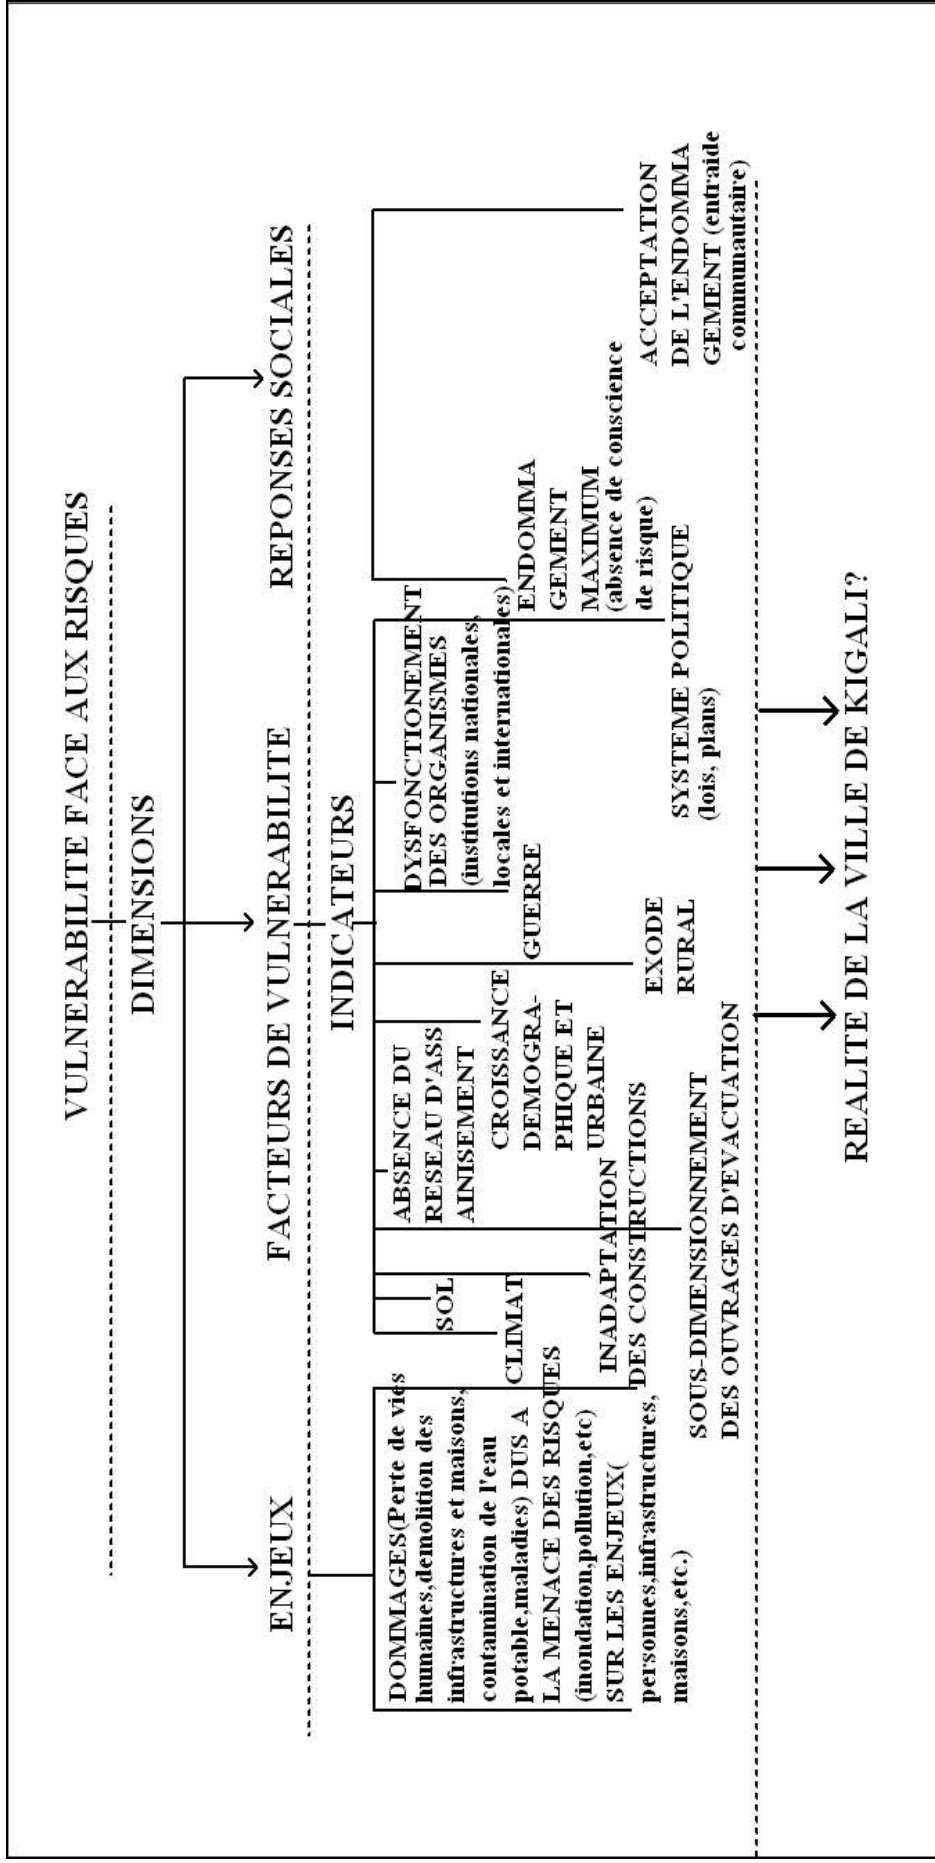 VULNERABILITE FACE AUX RISQUES
DIMENSIONS
ENJEUX
FACTEURS DE VULNERABILITE
REPONSES SOCIALES
INDICATEURS
DOMMAGES(Perte de vies
humaines,demolition des
infrastructures et maisons,
contamination de l'eau
potable,maladies) DUS A
LA MENACE DES RISQUES
(inondation,pollution,etc)
SUR LES ENJEUX(
personnes,infrastructures,
maisons,etc.)
SOL
CLIMAT
INADAPTATION
DES CONSTRUCTIONS
SOUS-DIMENSIONNEMENT
DES OUVRAGES D'EVACUATION
ABSENCE DU
RESEAU D'ASS
AINISEMENT
CROISSANCE
DEMOGRA-
PHIQUE ET
URBAINE
EXODE
RURAL
GUERRE
DYSFONCTIONEMENT
DES ORGANISMES
(institutions nationales,
locales et internationales)
SYSTEME POLITIQUE
(lois, plans)
ENDOMMA
GEMENT
MAXIMUM
(absence de conscience
de risque)
ACCEPTATION
DE L'ENDOMMA
GEMENT (entraide
communautaire)
REALITE DE LA VILLE DE KIGALI?